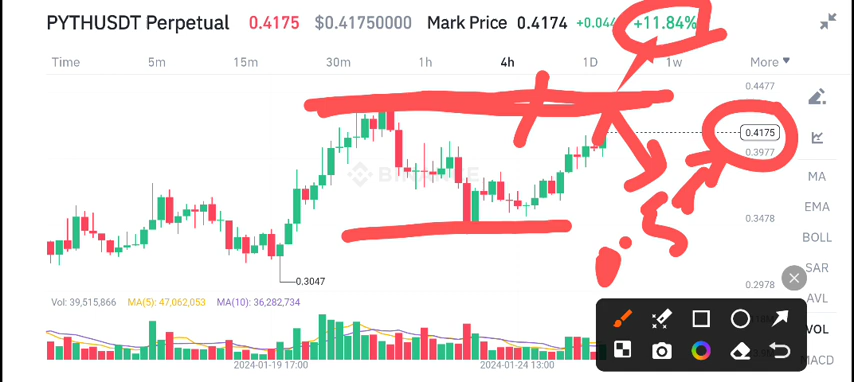 PYTHUSDT Perpetual 0.4175 $0.41750000 Mark Price 0.4174 +0.044 +11.84%
Time 5m 15m 30m 1h 4h 1D 1w More
0.4477
0.4175
0.3977
MA
EMA
0.3478
BOLL
SAR
0.3047
0.2978
AVL
Vol: 39,515,866 MA(5): 47,062,053 MA(10): 36,282,734
VOL
MACD
2024-01-19 17:00 2024-01-24 13:00